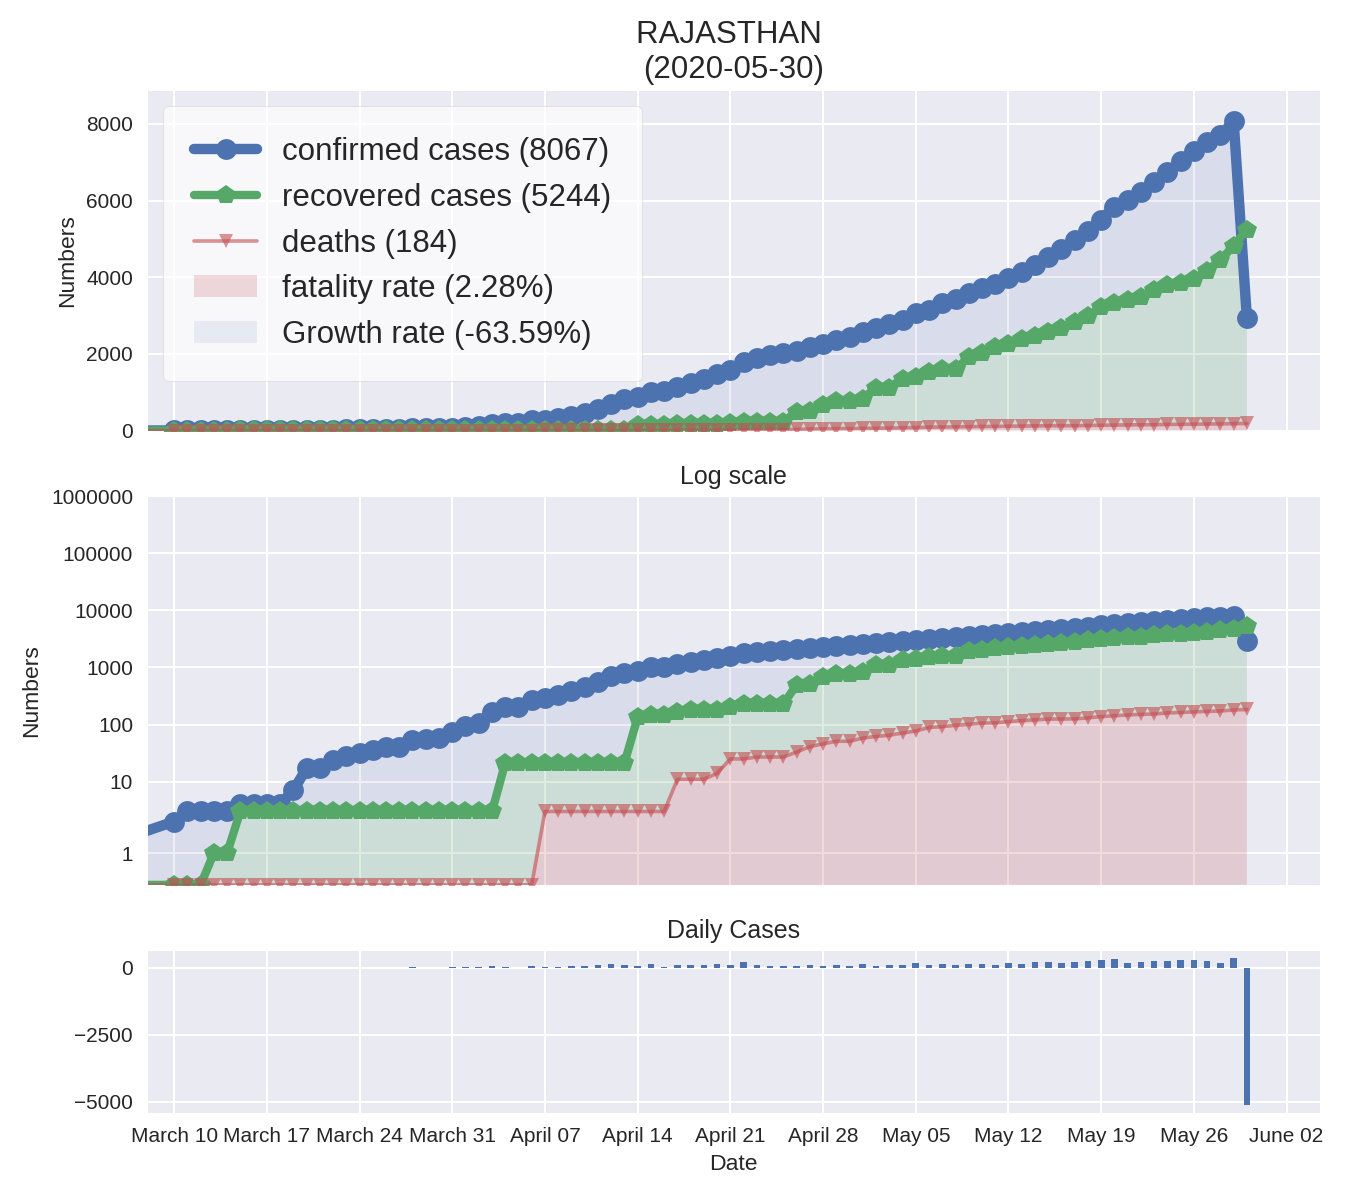 RAJASTHAN
(2020-05-30)
8000
6000
4000
2000
0
Numbers
confirmed cases (8067)
recovered cases (5244)
deaths (184)
fatality rate (2.28%)
Growth rate (-63.59%)
Log scale
1000000
100000
10000
1000
100
10
1
Numbers
Daily Cases
0
−2500
−5000
March 10 March 17 March 24 March 31 April 07 April 14 April 21 April 28 May 05 May 12 May 19 May 26 June 02
Date